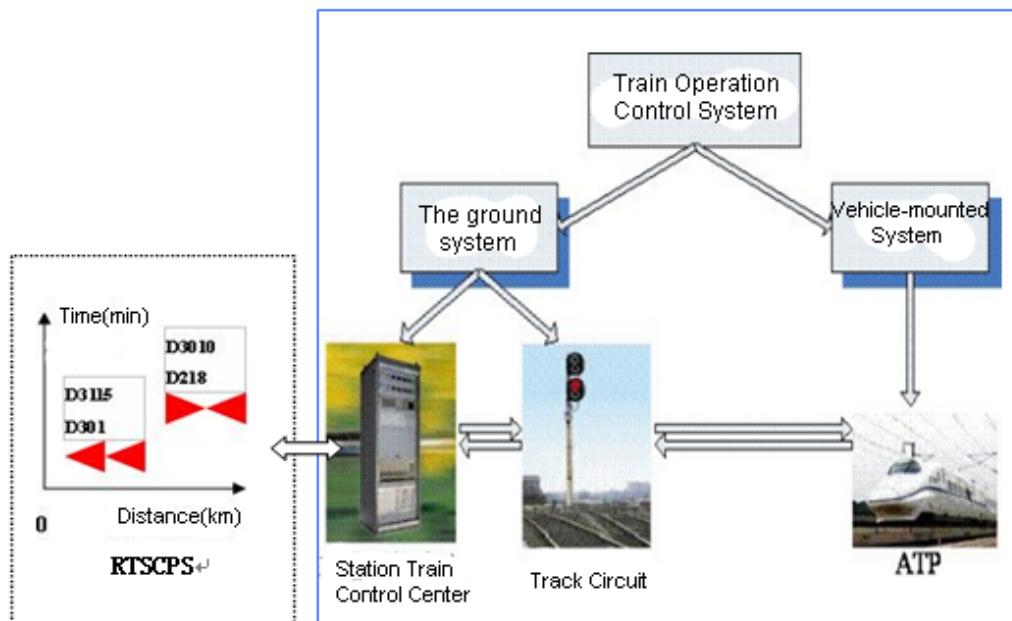 Train Operation
Control System
The ground
system
Vehicle-mounted
System
Time(min)
D3010
D218
D3115
D301
0
Distance(km)
RTSCPS↵
Station Train
Control Center
Track Circuit
ATP